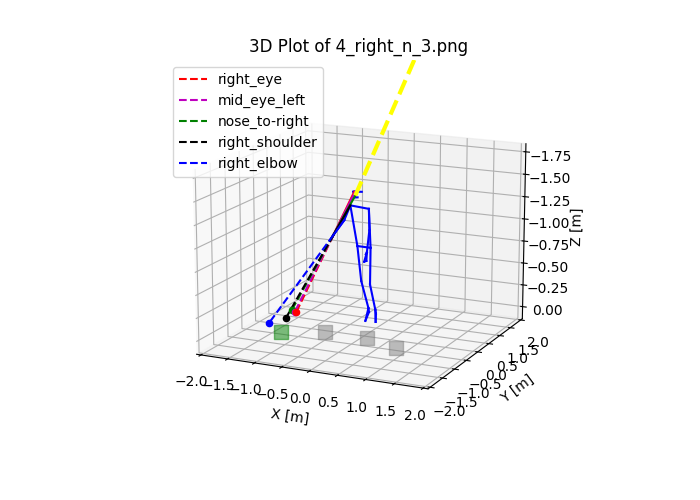 3D Plot of 4_right_n_3.png
right_eye
mid_eye_left
nose_to-right
right_shoulder
right_elbow
−1.75
−1.50
−1.25
−1.00
−0.75
−0.50
−0.25
0.00
Z [m]
2.0
1.5
1.0
0.5
0.0
−0.5
−1.0
−1.5
−2.0
Y [m]
−2.0 −1.5 −1.0 −0.5 0.0 0.5 1.0 1.5 2.0
X [m]